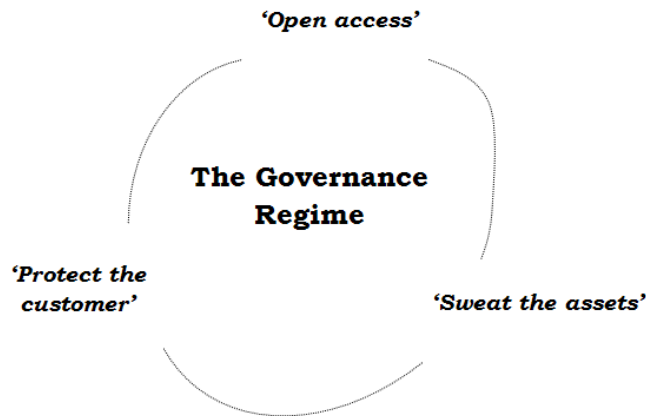 ‘Open access’
The Governance
Regime
‘Protect the
customer’
‘Sweat the assets’